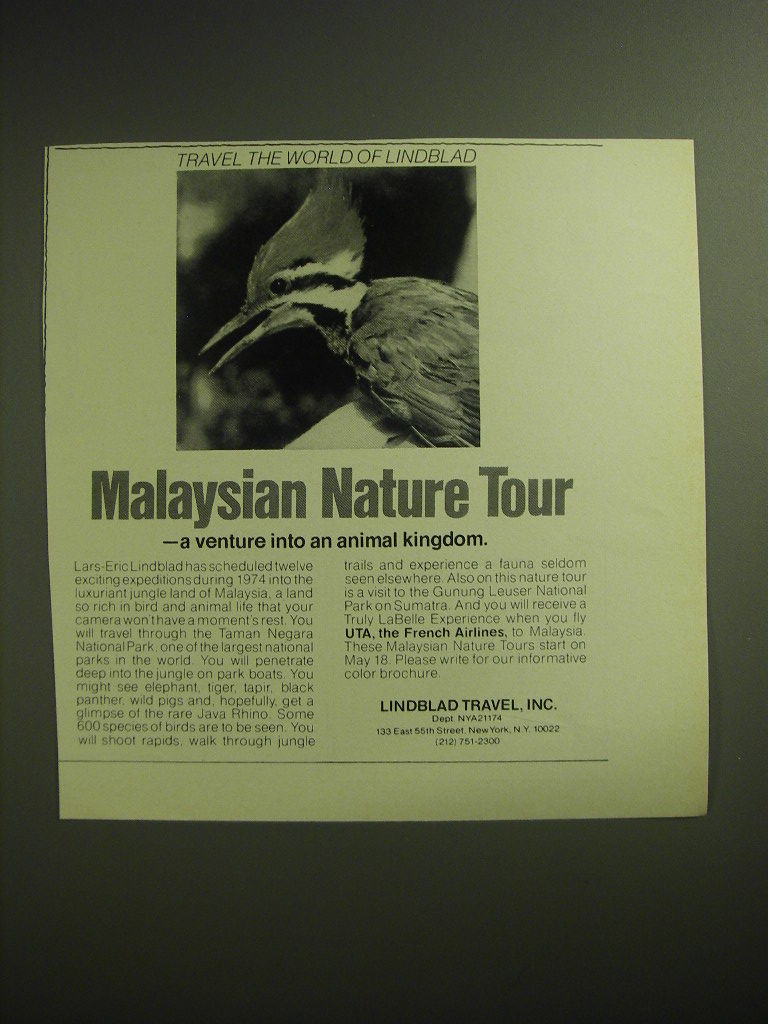 TRAVEL THE WORLD OF LINDBLAD
Malaysian Nature Tour
—a venture into an animal kingdom.
Lars-Eric Lindblad has scheduled twelve
exciting expeditions during 1974 into the
luxuriant jungle land of Malaysia, a land
so rich in bird and animal life that your
camera won't have a moment's rest. You
will travel through the Taman Negara
National Park, one of the largest national
parks in the world. You will penetrate
deep into the jungle on park boats. You
might see elephant, tiger, tapir, black
panther, wild pigs and, hopefully, get a
glimpse of the rare Java Rhino. Some
600 species of birds are to be seen. You
will shoot rapids, walk through jungle
trails and experience a fauna seldom
seen elsewhere. Also on this nature tour
is a visit to the Gunung Leuser National
Park on Sumatra. And you will receive a
Truly LaBelle Experience when you fly
UTA, the French Airlines, to Malaysia.
These Malaysian Nature Tours start on
May 18. Please write for our informative
color brochure.
LINDBLAD TRAVEL, INC.
Dept. NYA21174
133 East 55th Street, New York, N.Y. 10022
(212) 751-2300